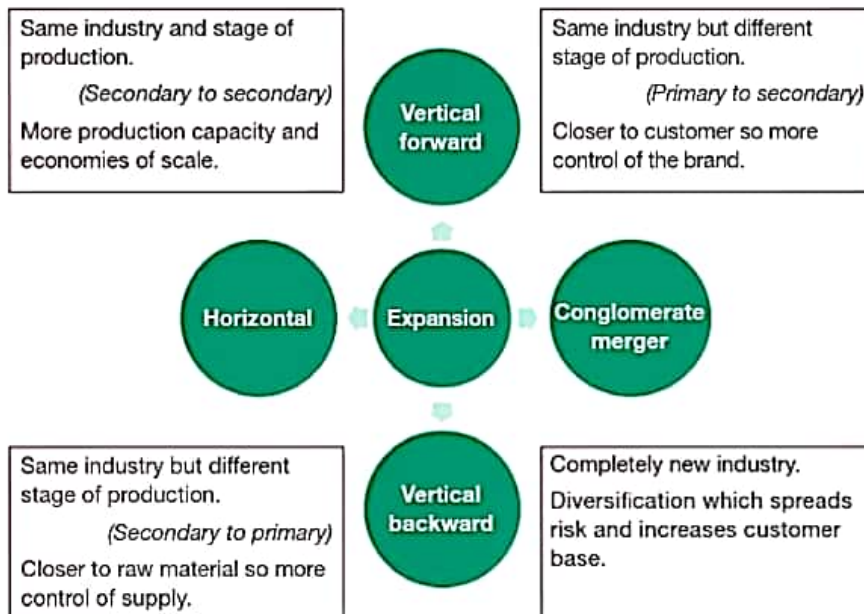 Same industry and stage of
production.
(Secondary to secondary)
More production capacity and
economies of scale.
Vertical
forward
Same industry but different
stage of production.
(Primary to secondary)
Closer to customer so more
control of the brand.
Horizontal
Expansion
Conglomerate
merger
Same industry but different
stage of production.
(Secondary to primary)
Closer to raw material so more
control of supply.
Vertical
backward
Completely new industry.
Diversification which spreads
risk and increases customer
base.